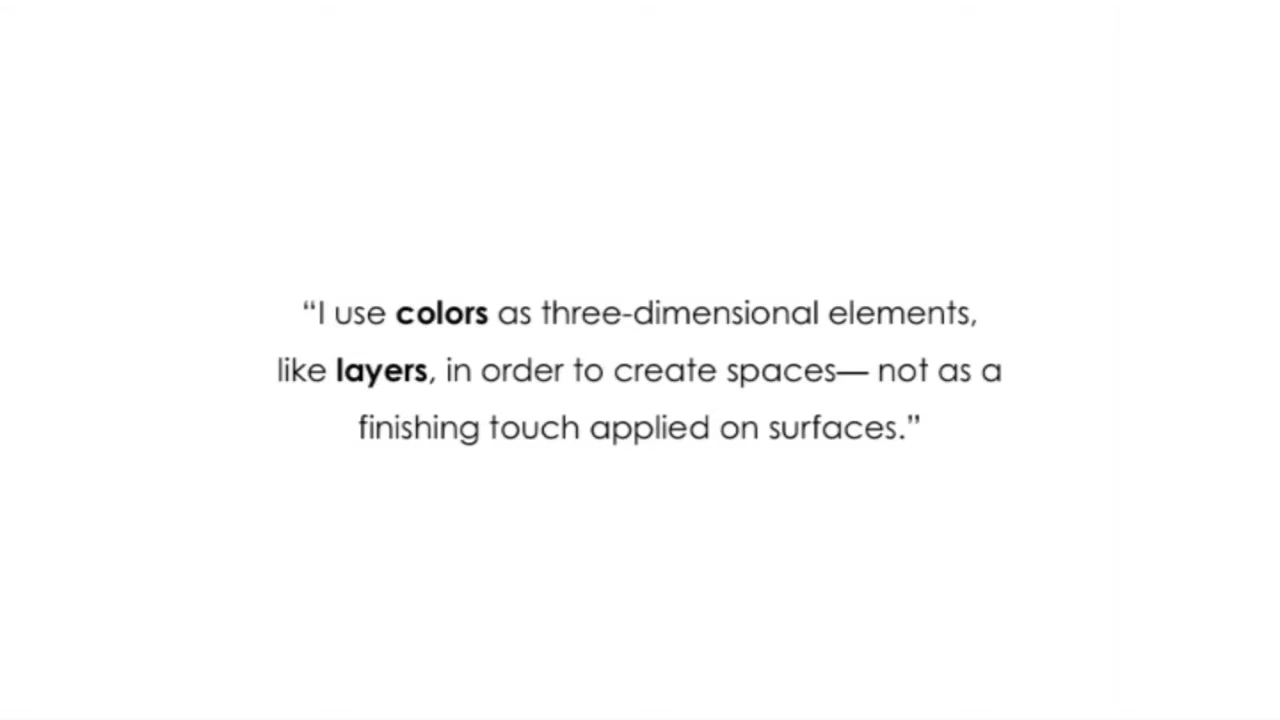 “I use colors as three-dimensional elements,
like layers, in order to create spaces— not as a
finishing touch applied on surfaces.”